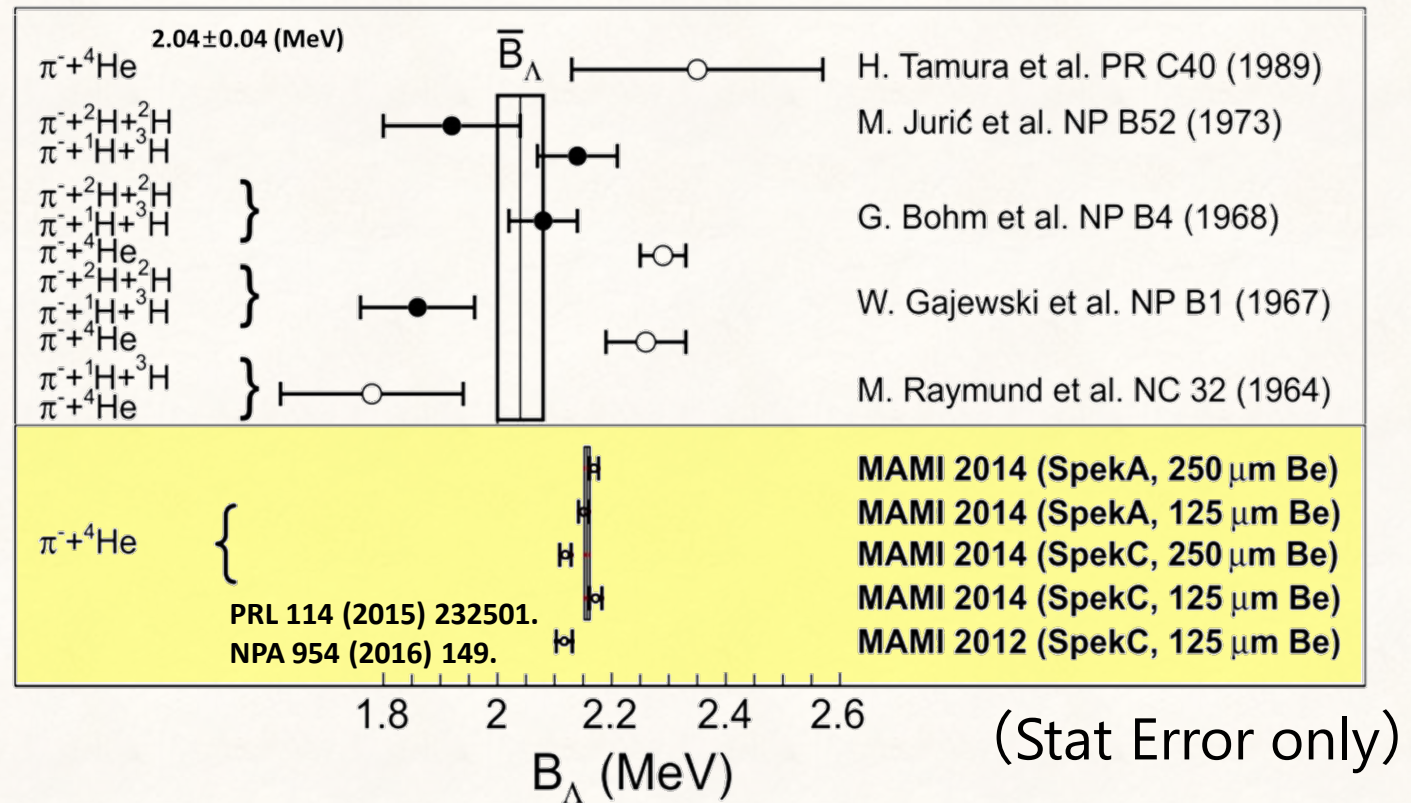 2.04±0.04 (MeV)
B̅_Λ
π⁻+⁴He
H. Tamura et al. PR C40 (1989)
π⁻+²H+²H
M. Jurić et al. NP B52 (1973)
π⁻+¹H+³H
π⁻+²H+²H
π⁻+¹H+³H
G. Bohm et al. NP B4 (1968)
π⁻+⁴He
π⁻+²H+²H
π⁻+¹H+³H
W. Gajewski et al. NP B1 (1967)
π⁻+⁴He
π⁻+¹H+³H
M. Raymund et al. NC 32 (1964)
π⁻+⁴He
MAMI 2014 (SpekA, 250 μm Be)
MAMI 2014 (SpekA, 125 μm Be)
π⁻+⁴He
MAMI 2014 (SpekC, 250 μm Be)
MAMI 2014 (SpekC, 125 μm Be)
PRL 114 (2015) 232501.
MAMI 2012 (SpekC, 125 μm Be)
NPA 954 (2016) 149.
1.8 2 2.2 2.4 2.6
B_Λ (MeV)
(Stat Error only)